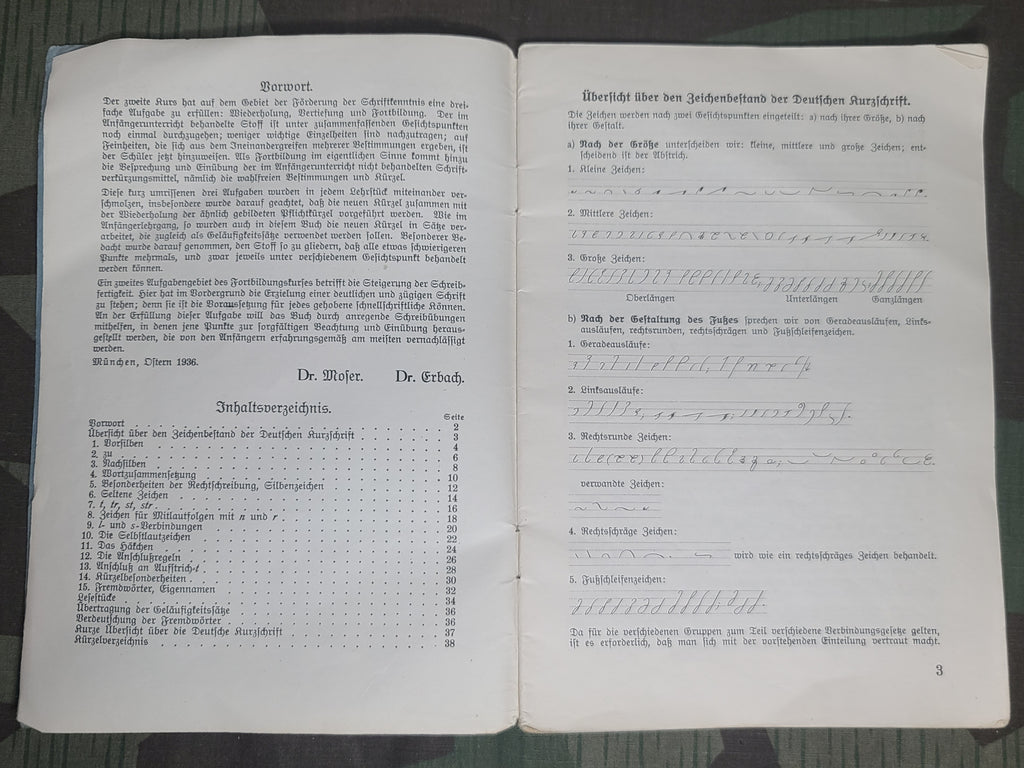 Vorwort.
Der zweite Kurs hat auf dem Gebiet der Förderung der Schriftkenntnis eine drei-
fache Aufgabe zu erfüllen: Wiederholung, Vertiefung und Fortbildung. Der im
Anfängerunterricht behandelte Stoff ist unter zusammenfassenden Gesichtspunkten
noch einmal durchzugehen; weniger wichtige Einzelheiten sind nachzutragen; auf
Feinheiten, die sich aus dem Ineinandergreifen mehrerer Bestimmungen ergeben, ist
der Schüler jetzt hinzuweisen. Als Fortbildung im eigentlichen Sinne kommt hinzu
die Besprechung und Einübung der im Anfängerunterricht nicht behandelten Schrift-
verkürzungsmittel, nämlich die wahlfreien Bestimmungen und Kürzel.
Diese kurz umrissenen drei Aufgaben wurden in jedem Lehrstück miteinander ver-
schmolzen, insbesondere wurde darauf geachtet, daß die neuen Kürzel zusammen mit
der Wiederholung der ähnlich gebildeten Pflichtkürzel vorgeführt werden. Wie im
Anfängerlehrgang, so wurden auch in diesem Buch die neuen Kürzel in Sätze ver-
arbeitet, die zugleich als Geläufigkeitssätze verwendet werden sollen. Besonderer Be-
dacht wurde darauf genommen, den Stoff so zu gliedern, daß alle etwas schwierigeren
Punkte mehrmals, und zwar jeweils unter verschiedenem Gesichtspunkt behandelt
werden können.
Ein zweites Aufgabengebiet des Fortbildungskurses betrifft die Steigerung der Schreib-
fertigkeit. Hier hat im Vordergrund die Erzielung einer deutlichen und zügigen Schrift
zu stehen; denn sie ist die Voraussetzung für jedes gehobene schnellschriftliche Können.
An der Erfüllung dieser Aufgabe will das Buch durch anregende Schreibübungen
mithelfen, in denen jene Punkte zur sorgfältigen Beachtung und Einübung heraus-
gestellt werden, die von den Anfängern erfahrungsgemäß am meisten vernachlässigt
werden.
München, Ostern 1936.
Dr. Moser. Dr. Erbach.
Inhaltsverzeichnis.
Seite
Vorwort . . . . . 2
Übersicht über den Zeichenbestand der Deutschen Kurzschrift . . . . . 3
1. Vorsilben . . . . . 4
2. zu . . . . . 6
3. Nachsilben . . . . . 8
4. Wortzusammensetzung . . . . . 10
5. Besonderheiten der Rechtschreibung, Silbenzeichen . . . . . 12
6. Seltene Zeichen . . . . . 14
7. t, tr, st, str . . . . . 16
8. Zeichen für Mitlautfolgen mit n und r . . . . . 18
9. l- und s-Verbindungen . . . . . 20
10. Die Selbstlautzeichen . . . . . 22
11. Das Häkchen . . . . . 24
12. Die Anschlußregeln . . . . . 26
13. Anschluß an Aufstrich-t . . . . . 28
14. Kürzelbesonderheiten . . . . . 30
15. Fremdwörter, Eigennamen . . . . . 32
Lesestücke . . . . . 34
Übertragung der Geläufigkeitssätze . . . . . 36
Verdeutschung der Fremdwörter . . . . . 36
Kurze Übersicht über die Deutsche Kurzschrift . . . . . 37
Kürzelverzeichnis . . . . . 38
Übersicht über den Zeichenbestand der Deutschen Kurzschrift.
Die Zeichen werden nach zwei Gesichtspunkten eingeteilt: a) nach ihrer Größe, b) nach
ihrer Gestalt.
a) Nach der Größe unterscheiden wir: kleine, mittlere und große Zeichen; ent-
scheidend ist der Abstrich.
1. Kleine Zeichen:
2. Mittlere Zeichen:
3. Große Zeichen:
Oberlängen Unterlängen Ganzlängen
b) Nach der Gestaltung des Fußes sprechen wir von Geradeausläufen, Links-
ausläufen, rechtsrunden, rechtsschrägen und Fußschleifenzeichen.
1. Geradeausläufe:
2. Linksausläufe:
3. Rechtsrunde Zeichen:
verwandte Zeichen:
4. Rechtsschräge Zeichen:
wird wie ein rechtsschräges Zeichen behandelt.
5. Fußschleifenzeichen:
Da für die verschiedenen Gruppen zum Teil verschiedene Verbindungsgesetze gelten,
ist es erforderlich, daß man sich mit der vorstehenden Einteilung vertraut macht.
3